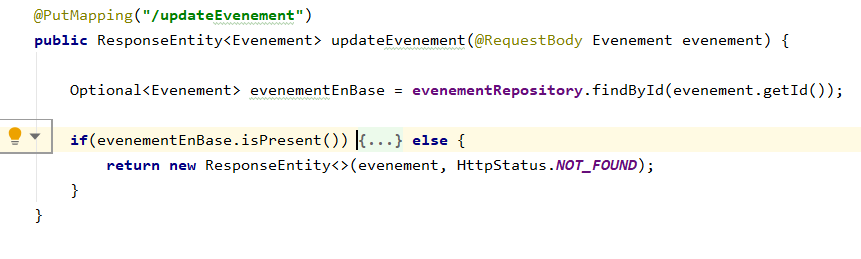 @PutMapping("/updateEvenement")
public ResponseEntity<Evenement> updateEvenement(@RequestBody Evenement evenement) {
Optional<Evenement> evenementEnBase = evenementRepository.findById(evenement.getId());
if(evenementEnBase.isPresent()) {...} else {
return new ResponseEntity<>(evenement, HttpStatus.NOT_FOUND);
}
}